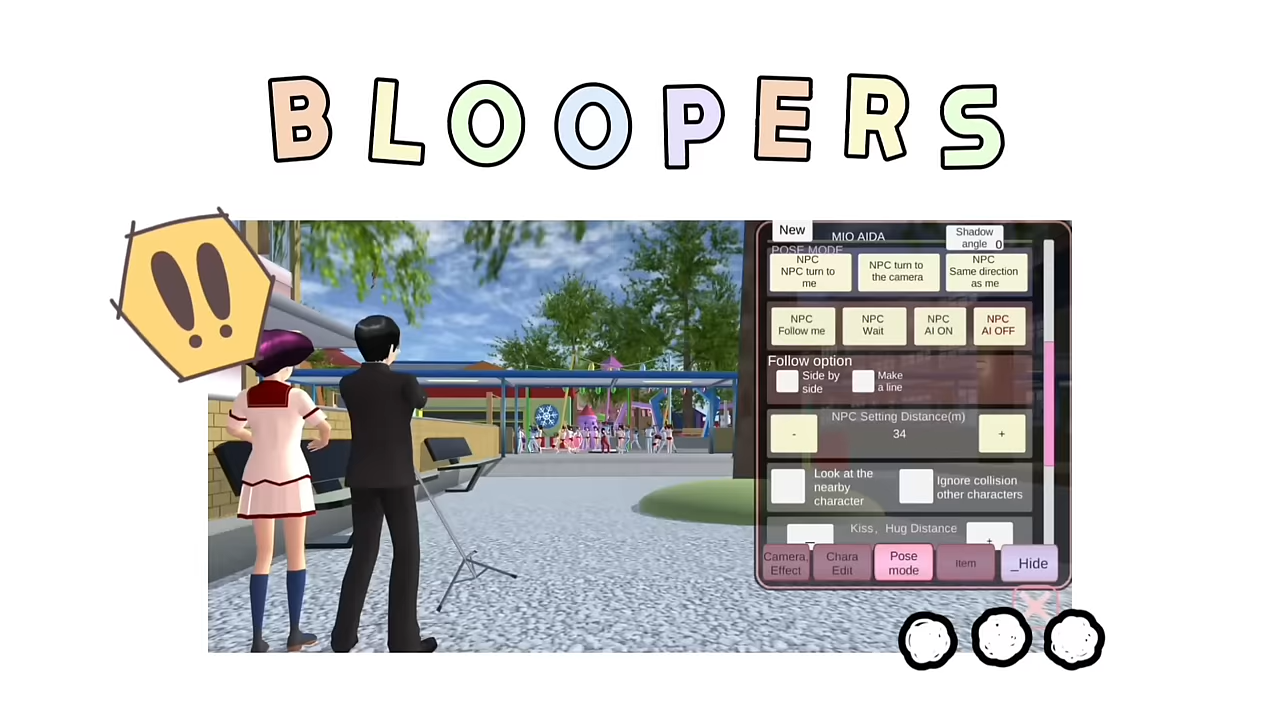 BLOOPERS
New
MIO AIDA
Shadow
angle 0
POSE MODE
NPC
NPC turn to
me
NPC turn to
the camera
NPC
Same direction
as me
NPC
Follow me
NPC
Wait
NPC
AI ON
NPC
AI OFF
Follow option
Side by
side
Make
a line
NPC Setting Distance(m)
- 34 +
Look at the
nearby
character
Ignore collision
other characters
Kiss, Hug Distance
- +
Camera,
Effect
Chara
Edit
Pose
mode
Item
_Hide
!!